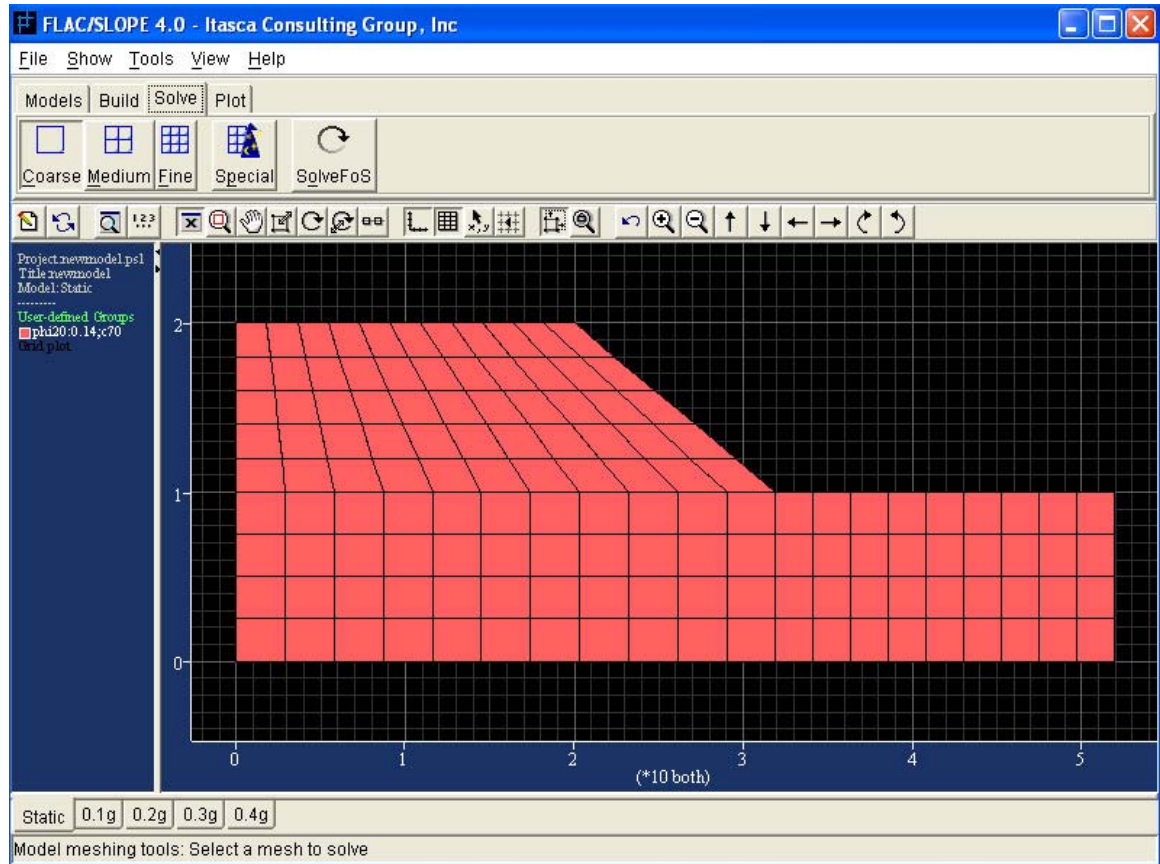 FLAC/SLOPE 4.0 - Itasca Consulting Group, Inc
File Show Tools View Help
Models Build Solve Plot
Coarse Medium Fine Special SolveFoS
Project:newmodel.psl
Title:newmodel
Model:Static
---------
User-defined Groups
phi20:0.14;c70
Grid plot
2
1
0
0 1 2 3 4 5
(*10 both)
Static 0.1g 0.2g 0.3g 0.4g
Model meshing tools: Select a mesh to solve